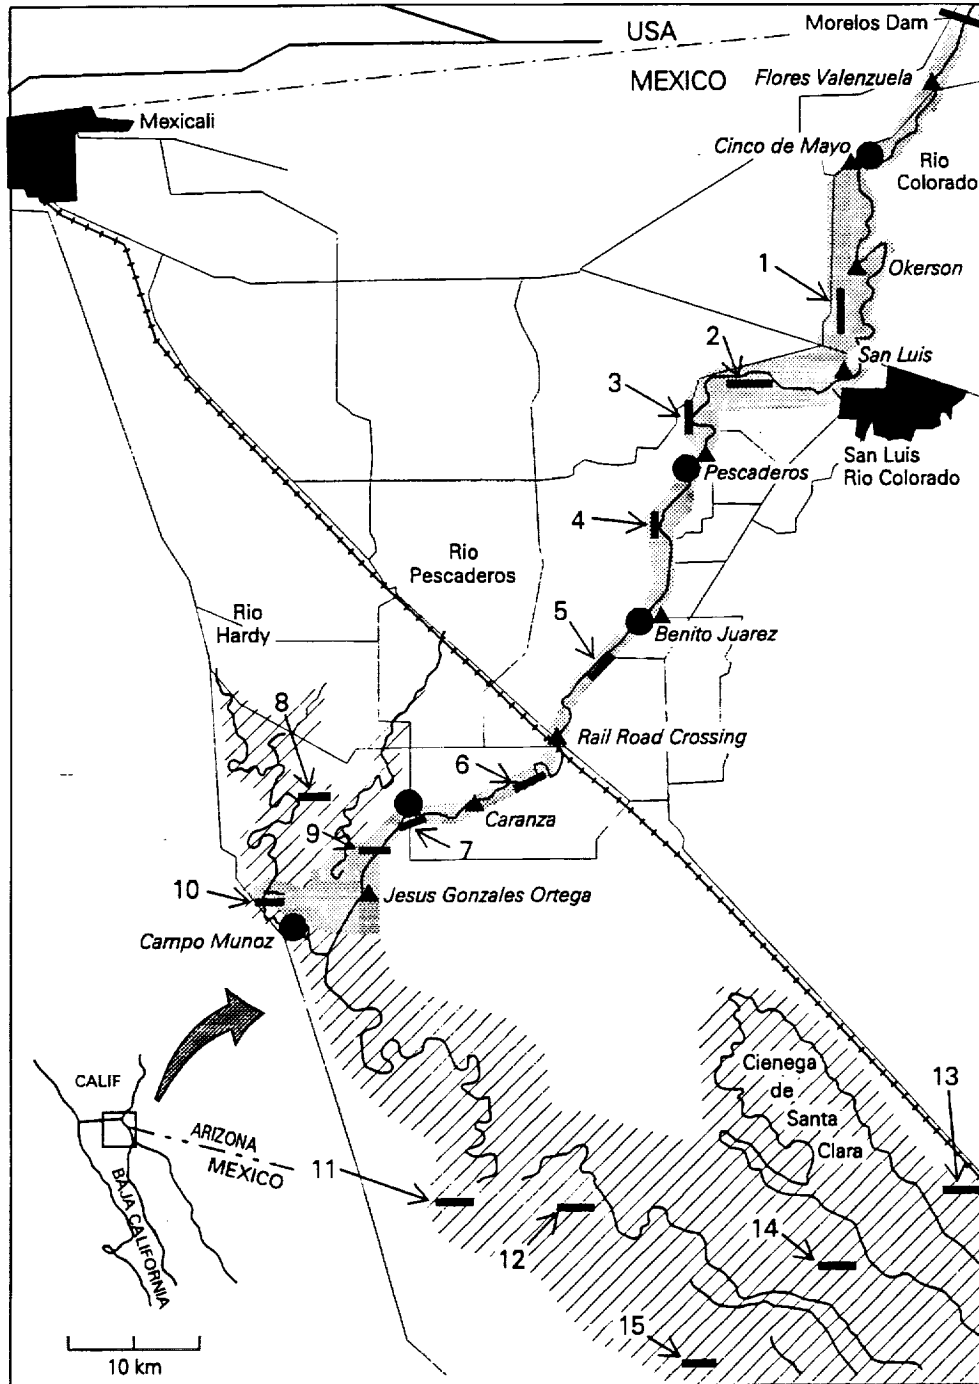 Morelos Dam
USA
MEXICO
Flores Valenzuela
Mexicali
Cinco de Mayo
Rio
Colorado
1
Okerson
2
San Luis
3
San Luis
Rio Colorado
Pescaderos
4
Rio
Pescaderos
Rio
Hardy
5
Benito Juarez
8
Rail Road Crossing
6
Caranza
9
7
10
Jesus Gonzales Ortega
Campo Munoz
CALIF
Cienega
de
Santa
Clara
13
ARIZONA
MEXICO
11
BAJA CALIFORNIA
12
14
15
10 km